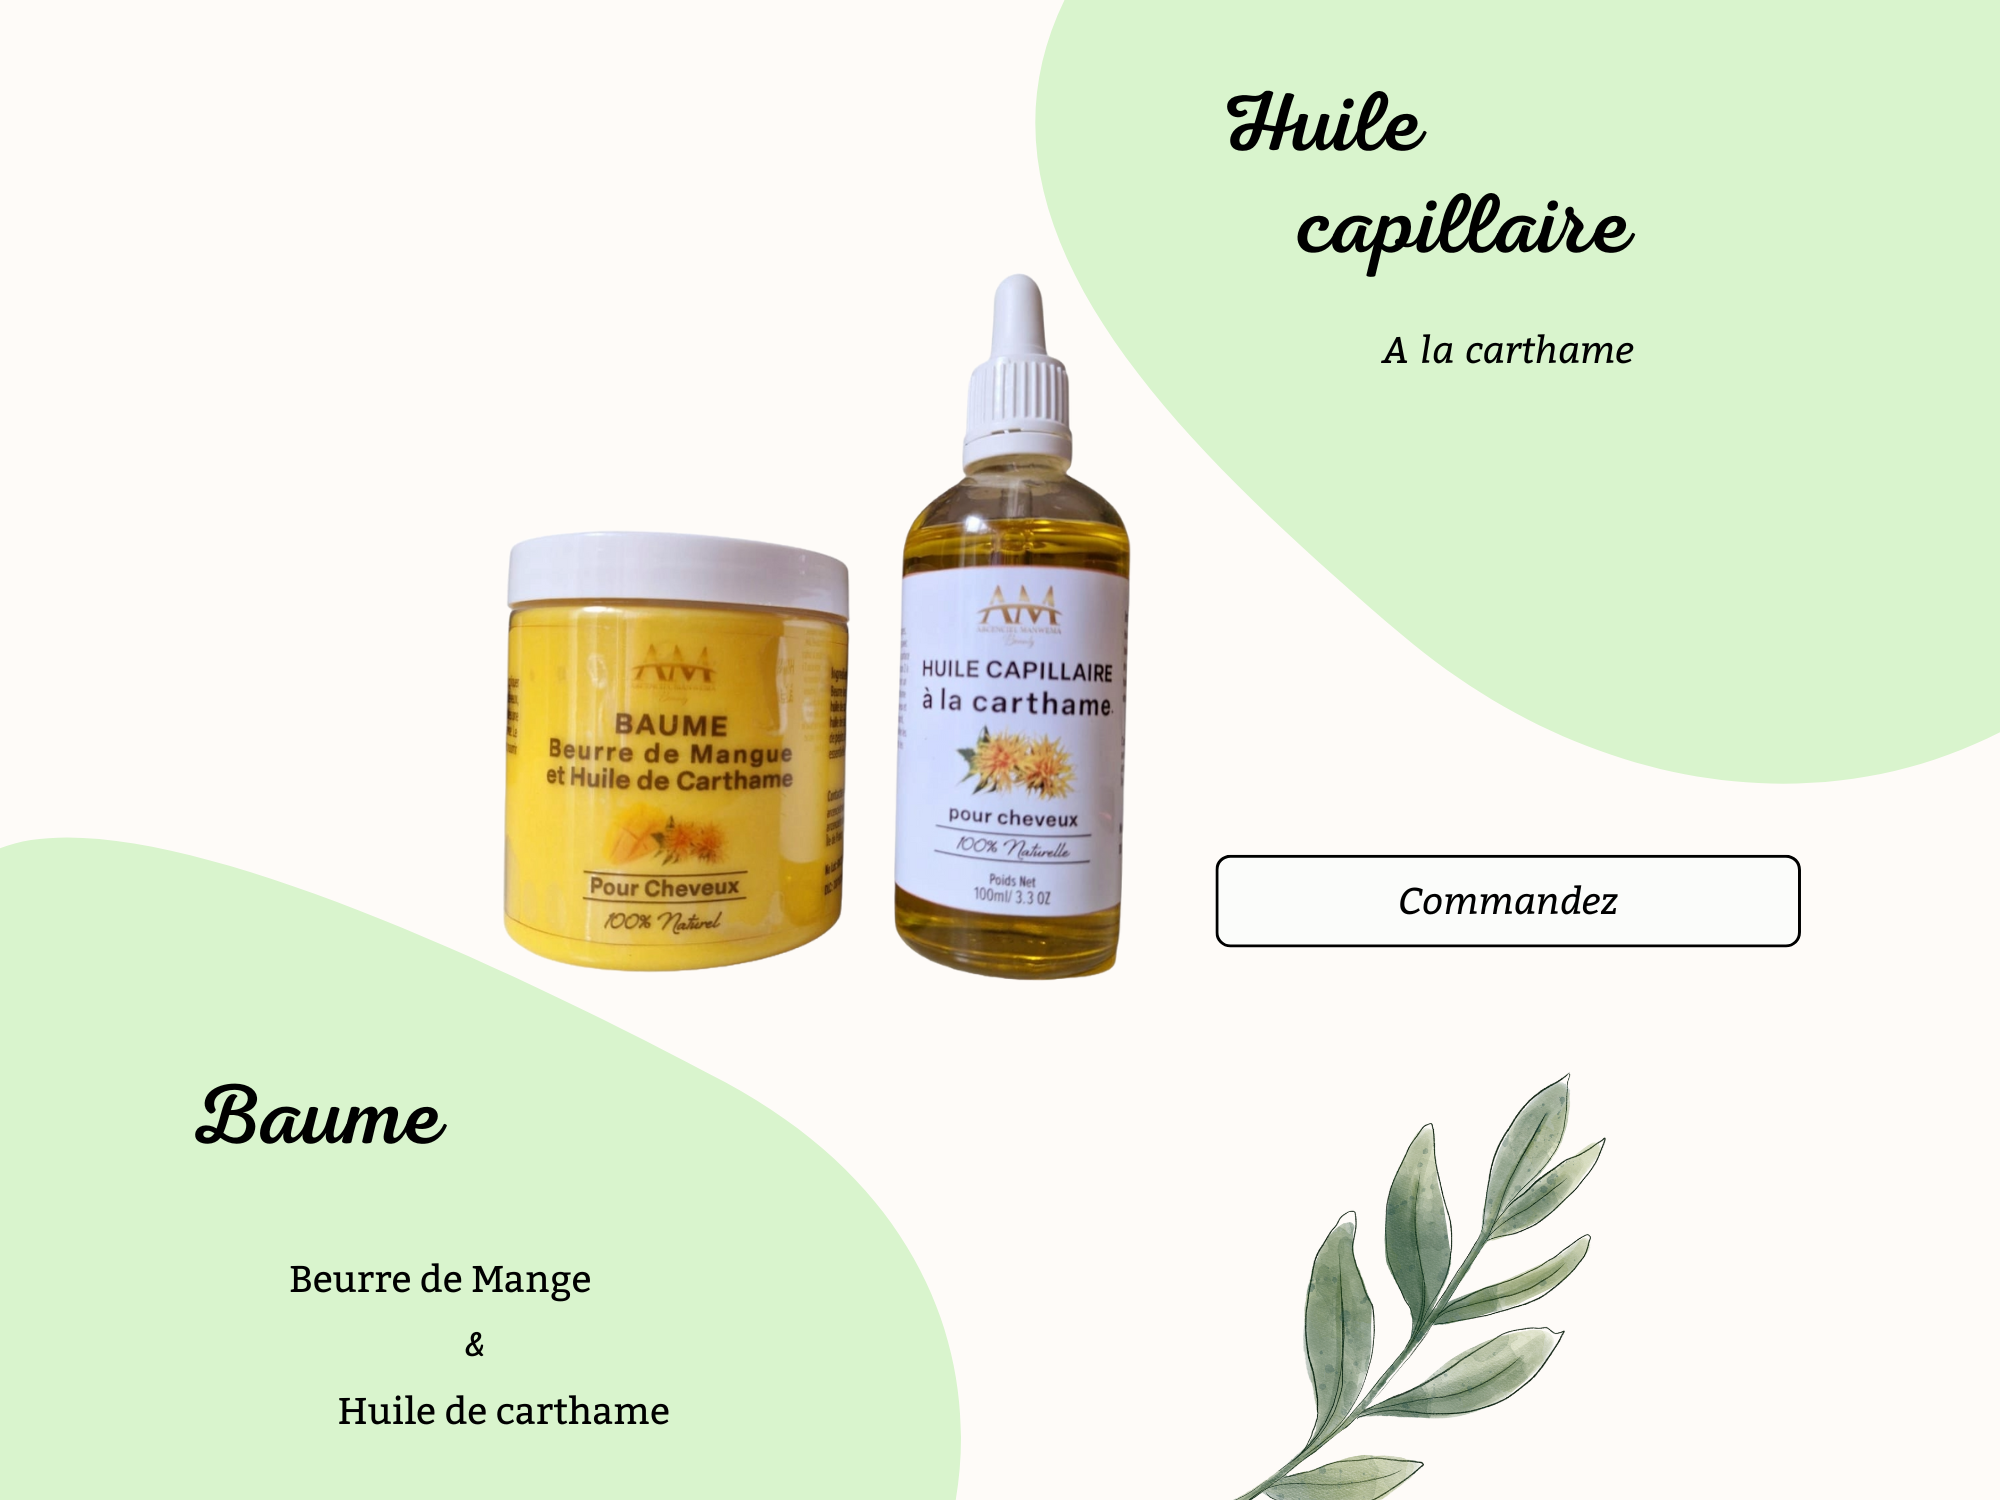 Huile
capillaire
A la carthame
AM
HUILE CAPILLAIRE
à la carthame.
pour cheveux
100% Naturelle
Poids Net
100ml/ 3.3 OZ
AM
BAUME
Beurre de Mangue
et Huile de Carthame
Pour Cheveux
100% Naturel
Commandez
Baume
Beurre de Mange
&
Huile de carthame